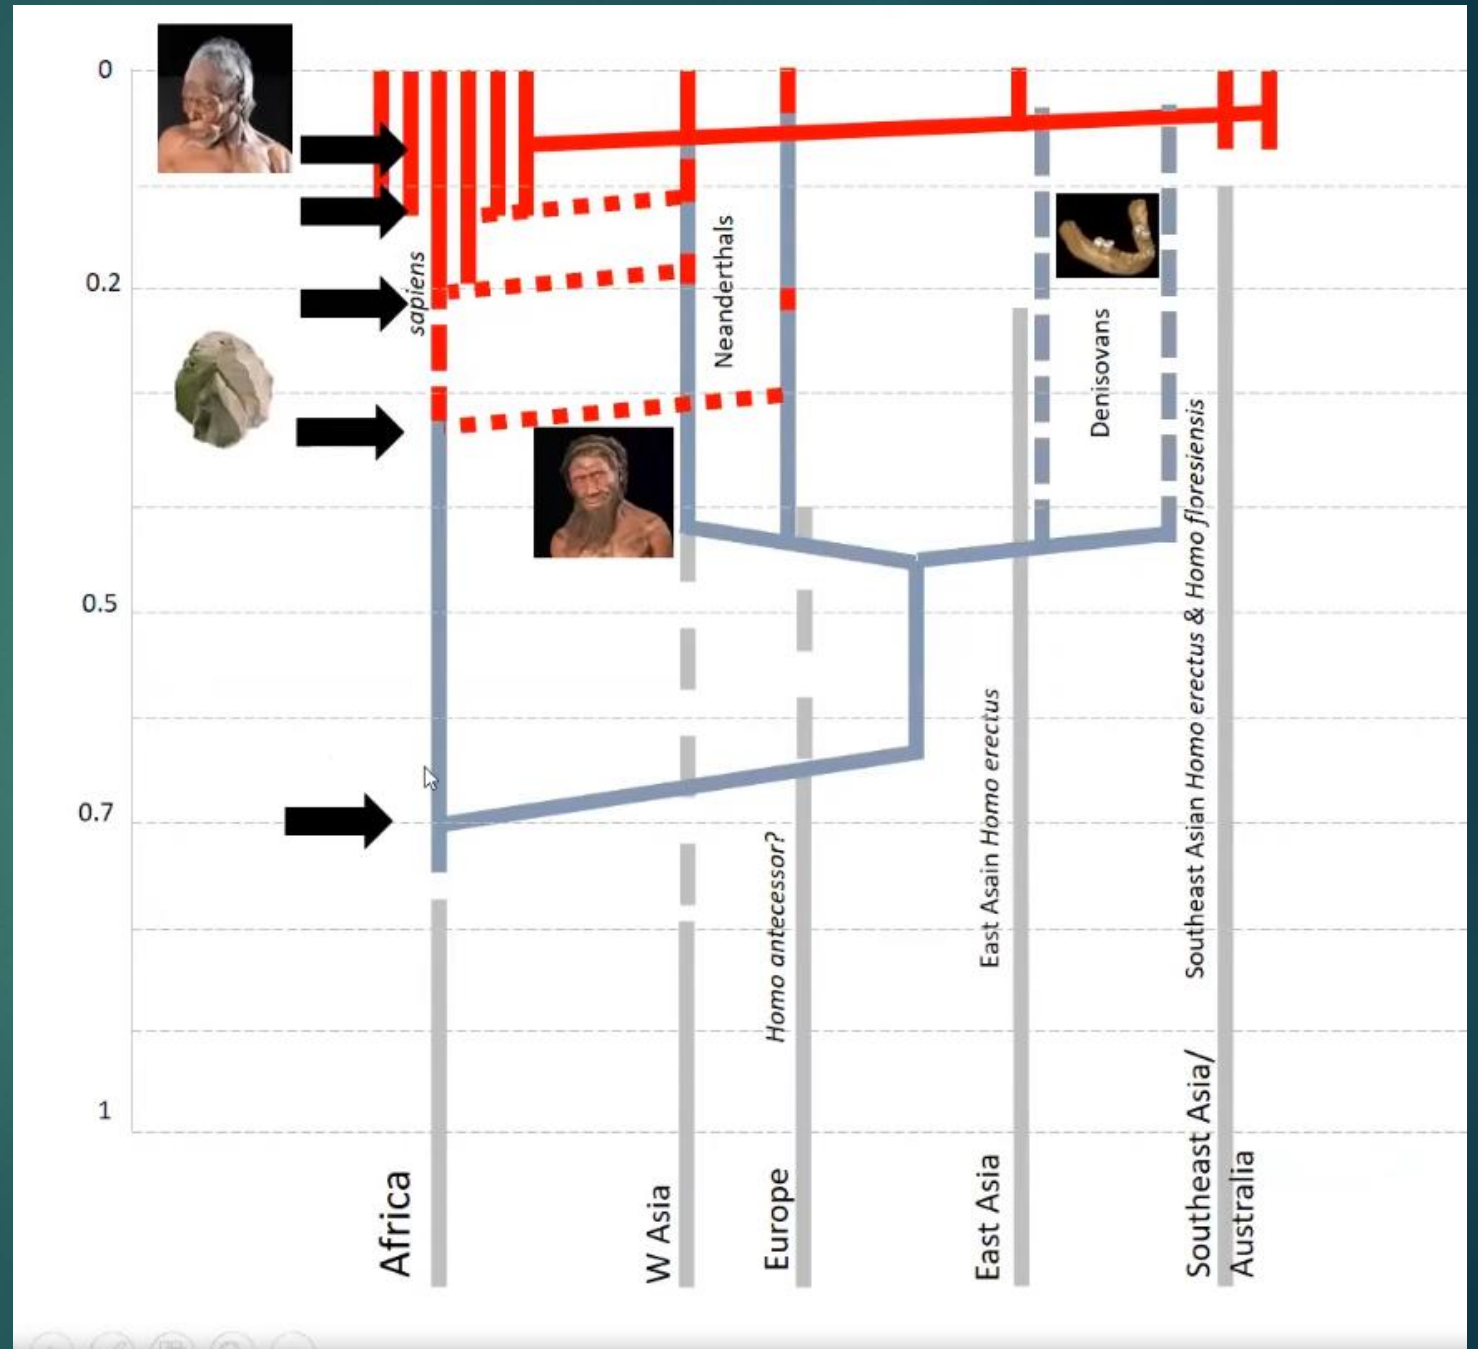 0
0.2
0.5
0.7
1
sapiens
Neanderthals
Denisovans
Homo antecessor?
East Asain Homo erectus
Southeast Asian Homo erectus & Homo floresiensis
Africa
W Asia
Europe
East Asia
Southeast Asia/
Australia